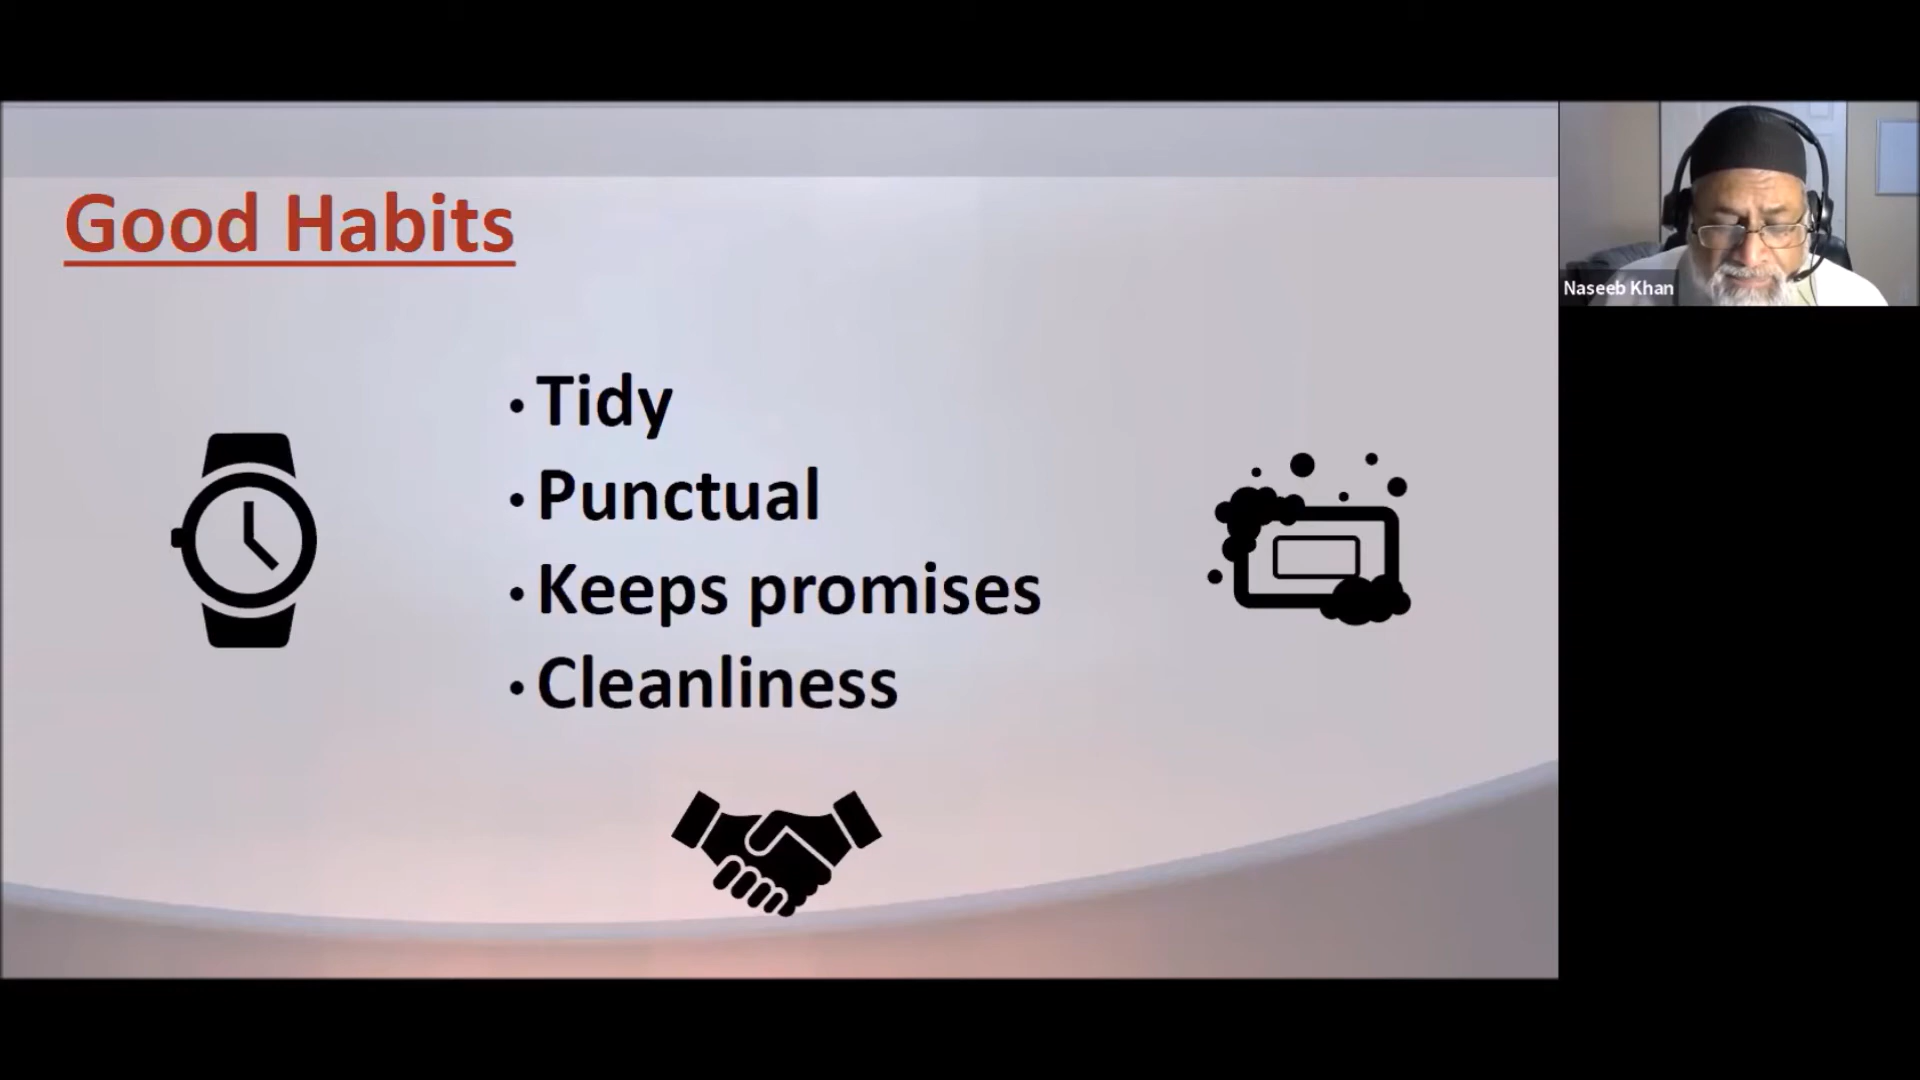 Good Habits
• Tidy
• Punctual
• Keeps promises
• Cleanliness
Naseeb Khan